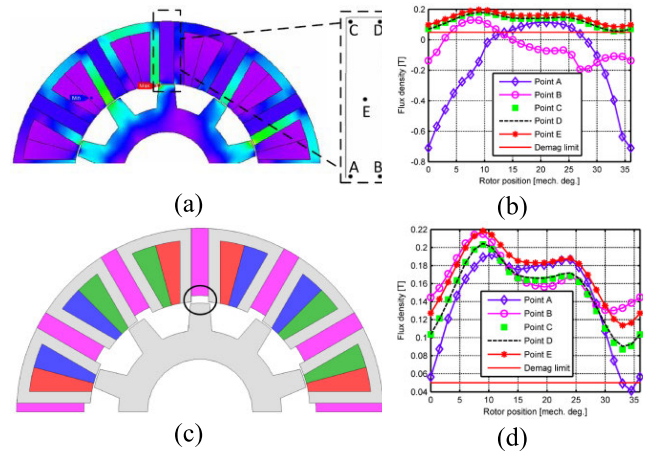 (a)
C D
E
A B
0.2
0
-0.2
-0.4
-0.6
-0.8
Flux density [T]
Point A
Point B
Point C
Point D
Point E
Demag limit
0 5 10 15 20 25 30 35
Rotor position [mech. deg.]
(b)
(c)
0.22
0.2
0.18
0.16
0.14
0.12
0.1
0.08
0.06
0.04
Flux density [T]
Point A
Point B
Point C
Point D
Point E
Demag limit
0 5 10 15 20 25 30 35
Rotor position [mech. deg.]
(d)